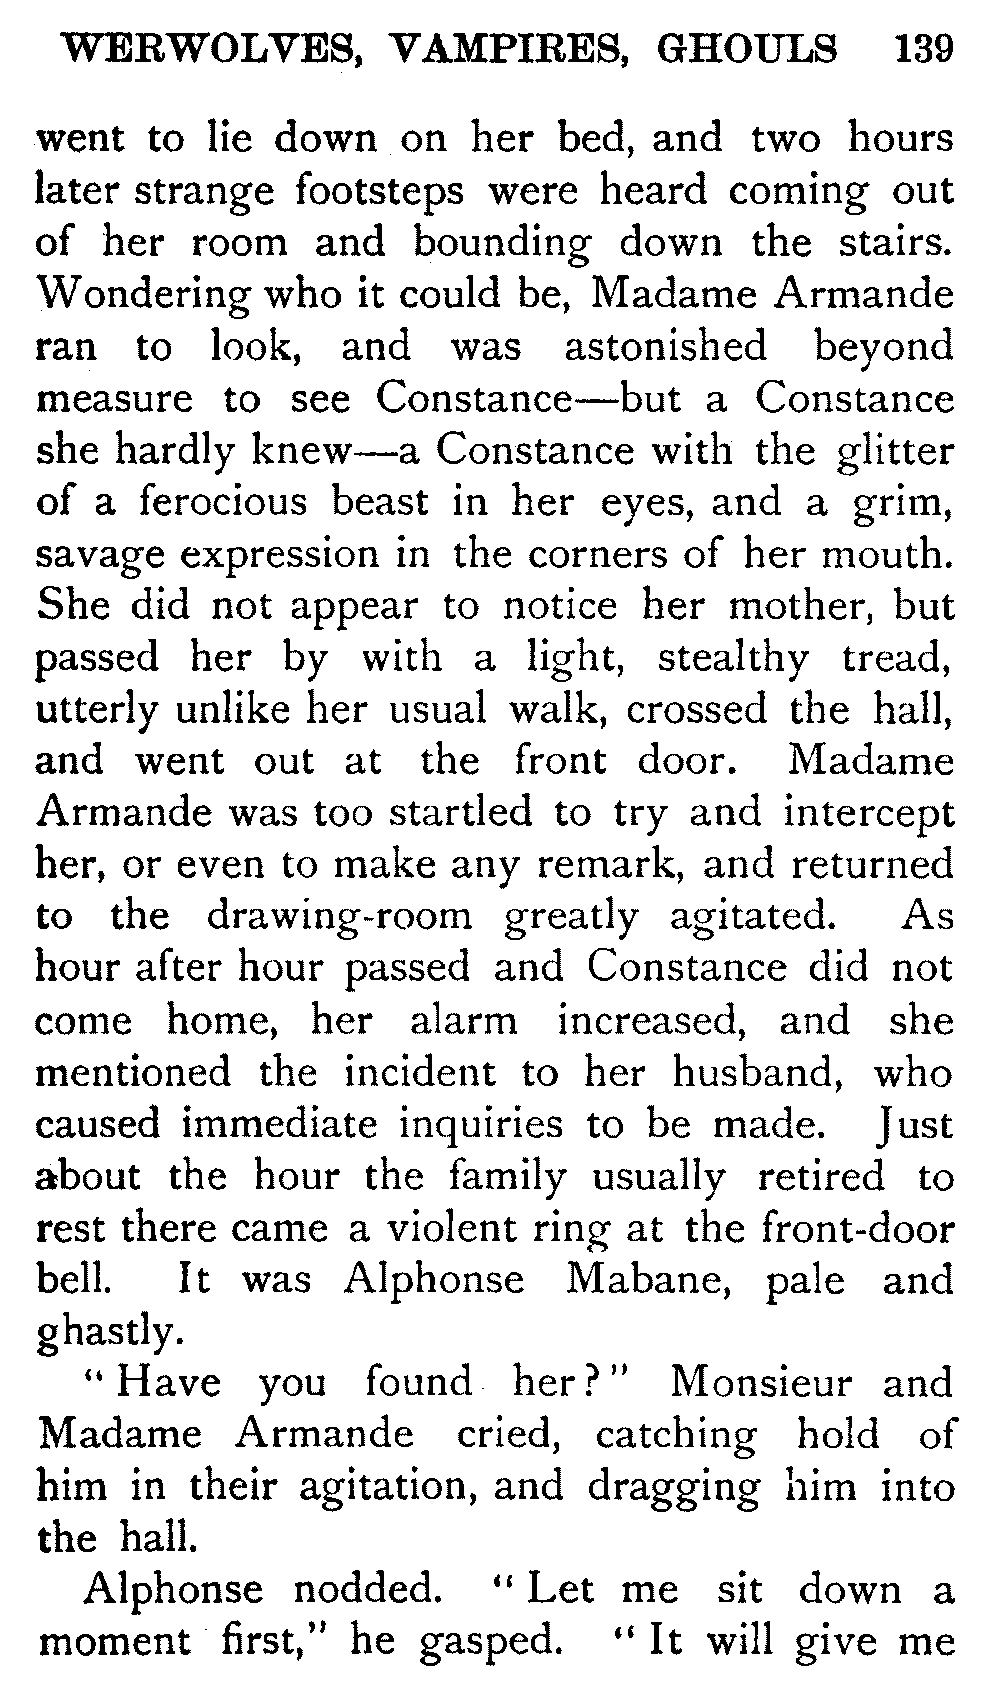 WERWOLVES, VAMPIRES, GHOULS 139
went to lie down on her bed, and two hours
later strange footsteps were heard coming out
of her room and bounding down the stairs.
Wondering who it could be, Madame Armande
ran to look, and was astonished beyond
measure to see Constance—but a Constance
she hardly knew—a Constance with the glitter
of a ferocious beast in her eyes, and a grim,
savage expression in the corners of her mouth.
She did not appear to notice her mother, but
passed her by with a light, stealthy tread,
utterly unlike her usual walk, crossed the hall,
and went out at the front door. Madame
Armande was too startled to try and intercept
her, or even to make any remark, and returned
to the drawing-room greatly agitated. As
hour after hour passed and Constance did not
come home, her alarm increased, and she
mentioned the incident to her husband, who
caused immediate inquiries to be made. Just
about the hour the family usually retired to
rest there came a violent ring at the front-door
bell. It was Alphonse Mabane, pale and
ghastly.
“Have you found her?” Monsieur and
Madame Armande cried, catching hold of
him in their agitation, and dragging him into
the hall.
Alphonse nodded. “Let me sit down a
moment first,” he gasped. “It will give me